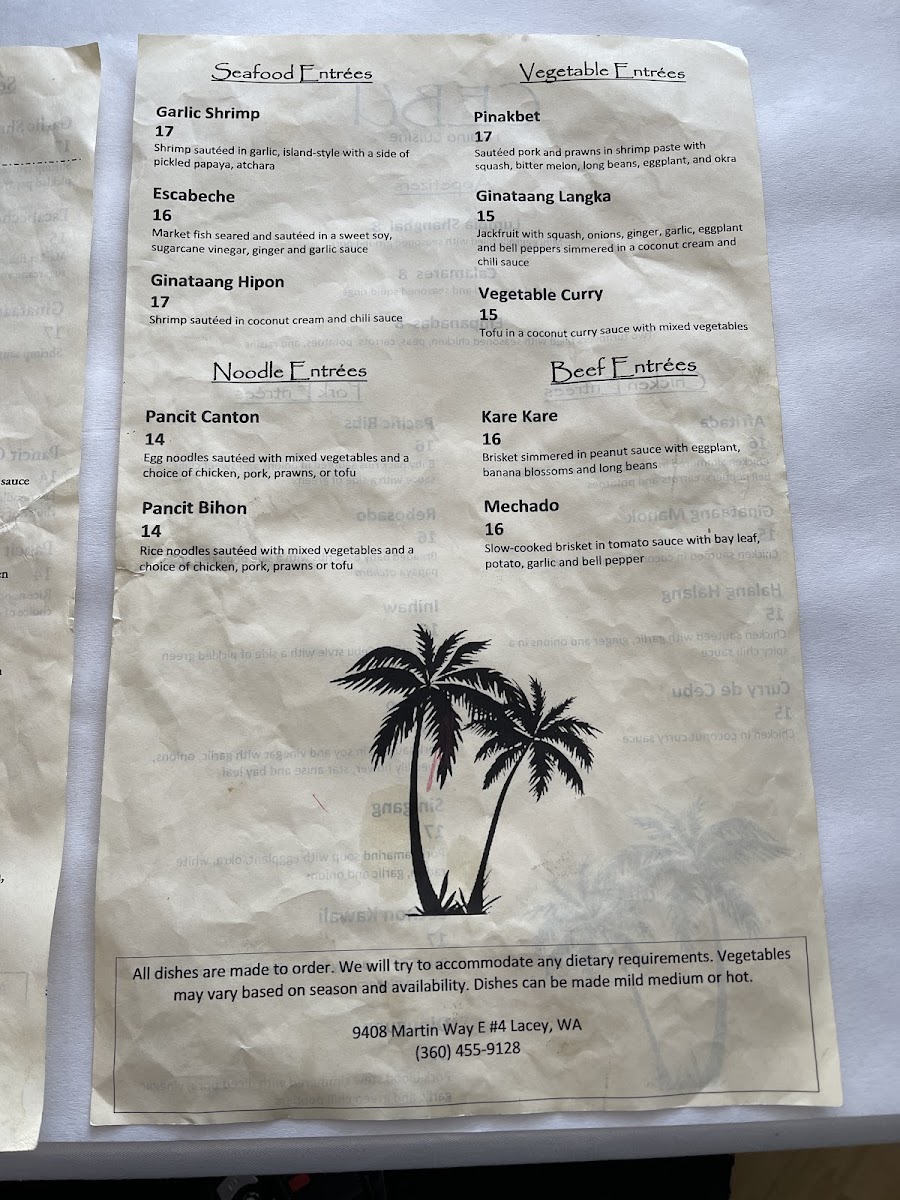 Seafood Entrées
Garlic Shrimp
17
Shrimp sautéed in garlic, island-style with a side of
pickled papaya, atchara
Escabeche
16
Market fish seared and sautéed in a sweet soy,
sugarcane vinegar, ginger and garlic sauce
Ginataang Hipon
17
Shrimp sautéed in coconut cream and chili sauce
Noodle Entrées
Pancit Canton
14
Egg noodles sautéed with mixed vegetables and a
choice of chicken, pork, prawns, or tofu
Pancit Bihon
14
Rice noodles sautéed with mixed vegetables and a
choice of chicken, pork, prawns or tofu
Vegetable Entrées
Pinakbet
17
Sautéed pork and prawns in shrimp paste with
squash, bitter melon, long beans, eggplant, and okra
Ginataang Langka
15
Jackfruit with squash, onions, ginger, garlic, eggplant
and bell peppers simmered in a coconut cream and
chili sauce
Vegetable Curry
15
Tofu in a coconut curry sauce with mixed vegetables
Beef Entrées
Kare Kare
16
Brisket simmered in peanut sauce with eggplant,
banana blossoms and long beans
Mechado
16
Slow-cooked brisket in tomato sauce with bay leaf,
potato, garlic and bell pepper
All dishes are made to order. We will try to accommodate any dietary requirements. Vegetables
may vary based on season and availability. Dishes can be made mild medium or hot.
9408 Martin Way E #4 Lacey, WA
(360) 455-9128
sauce